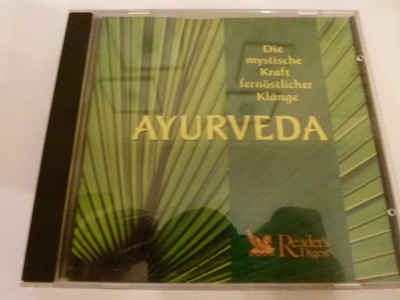 Die
mystische
Kraft
fernöstlicher
Klänge
AYURVEDA
Reader's
Digest